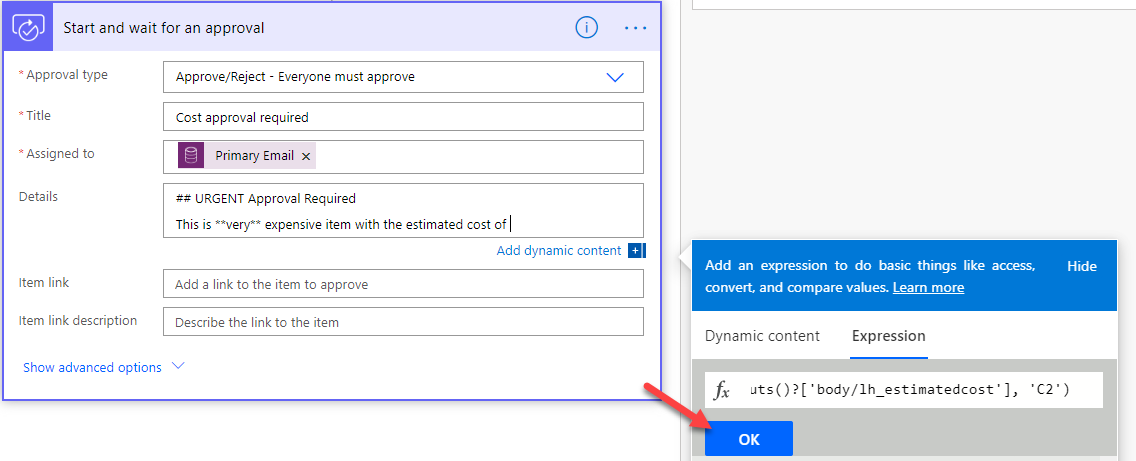 Start and wait for an approval
* Approval type
Approve/Reject - Everyone must approve
* Title
Cost approval required
* Assigned to
Primary Email ×
Details
## URGENT Approval Required
This is **very** expensive item with the estimated cost of
Add dynamic content
Item link
Add a link to the item to approve
Item link description
Describe the link to the item
Show advanced options
Add an expression to do basic things like access,
convert, and compare values. Learn more
Hide
Dynamic content
Expression
fx
uts()?['body/lh_estimatedcost'], 'C2')
OK